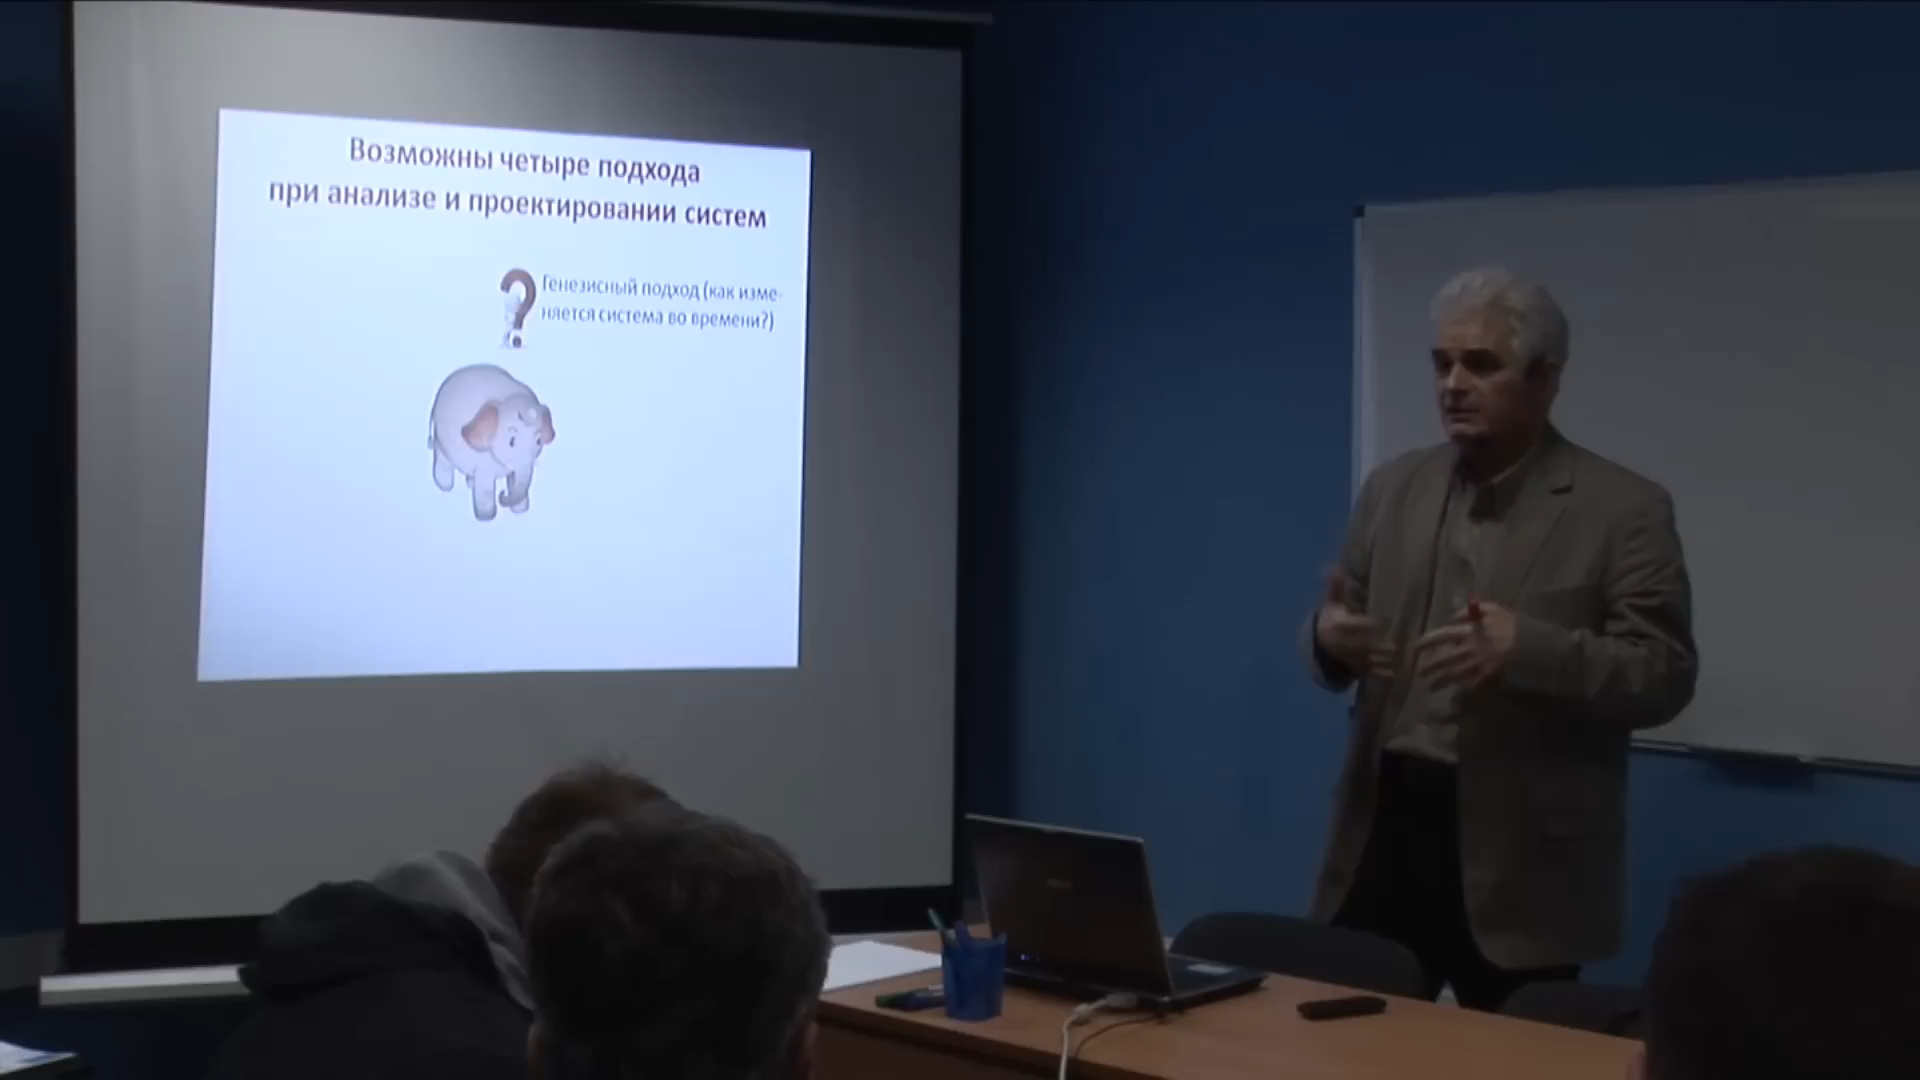 Возможны четыре подхода
при анализе и проектировании систем
Генезисный подход (как изме-
няется система во времени?)